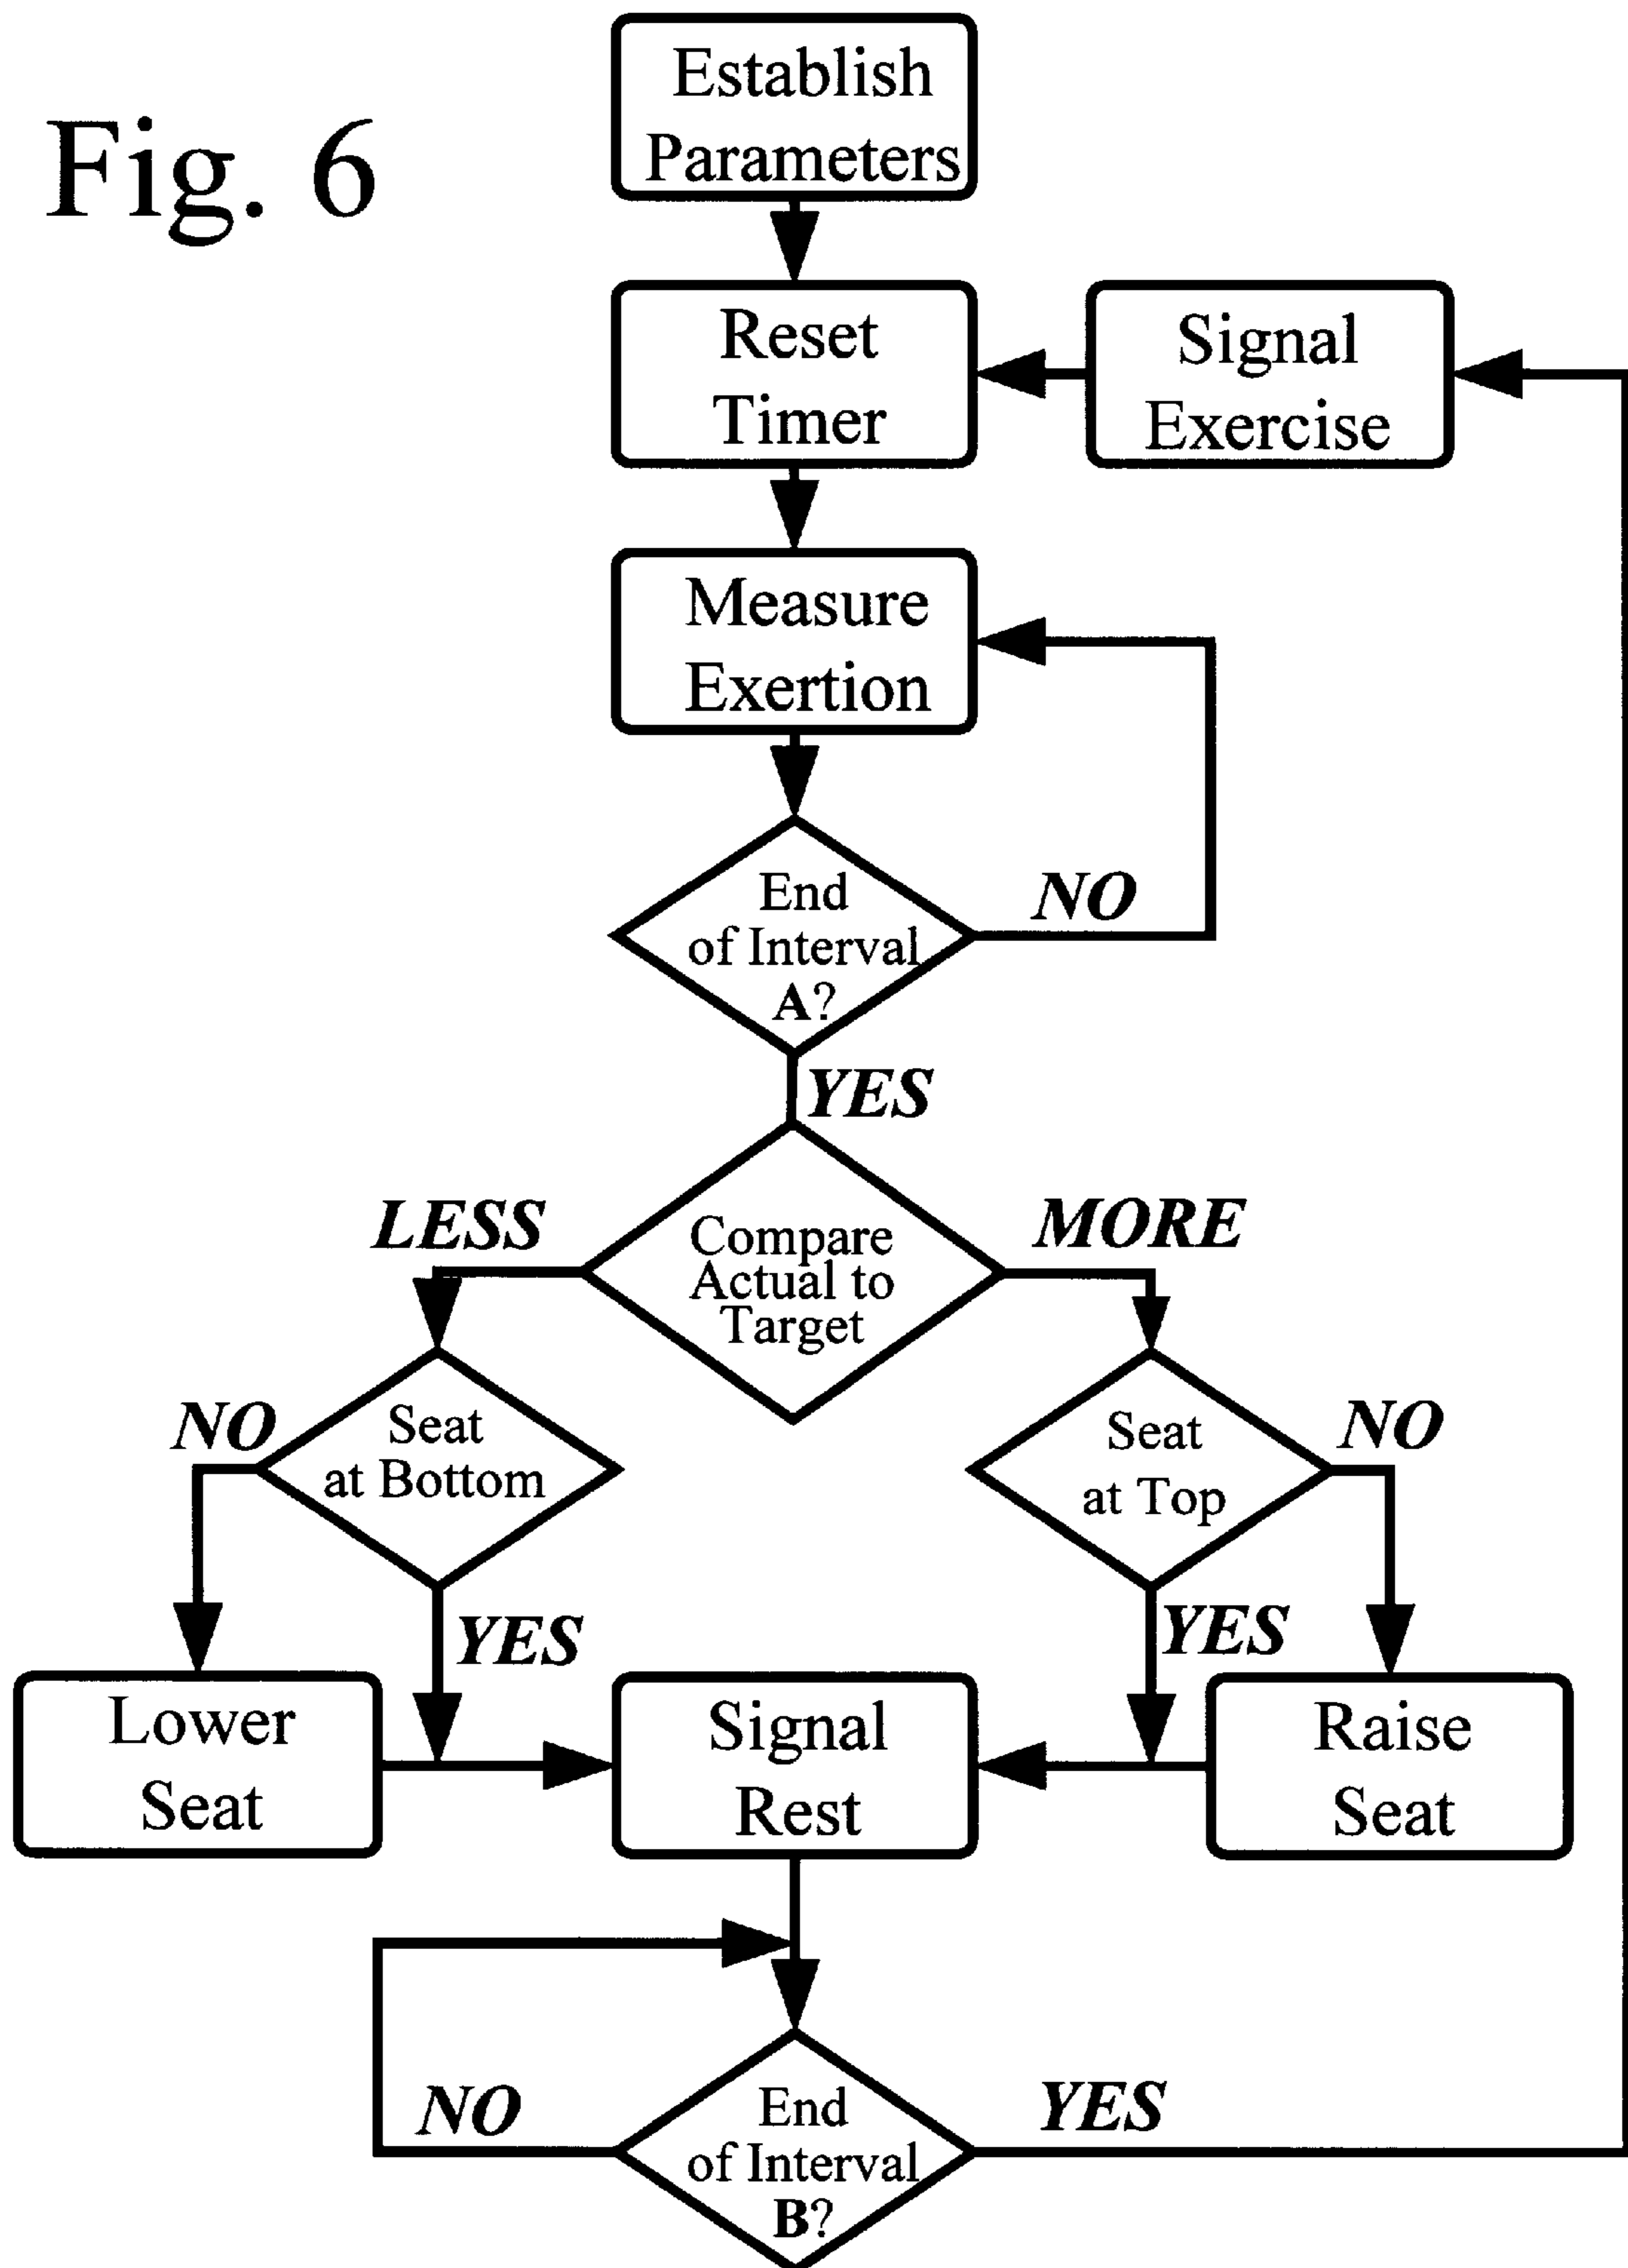 Fig. 6
Establish
Parameters
Reset
Timer
Signal
Exercise
Measure
Exertion
End
of Interval
A?
NO
YES
LESS
Compare
Actual to
Target
MORE
NO
Seat
at Bottom
YES
Seat
at Top
NO
YES
Lower
Seat
Signal
Rest
Raise
Seat
NO
End
of Interval
B?
YES